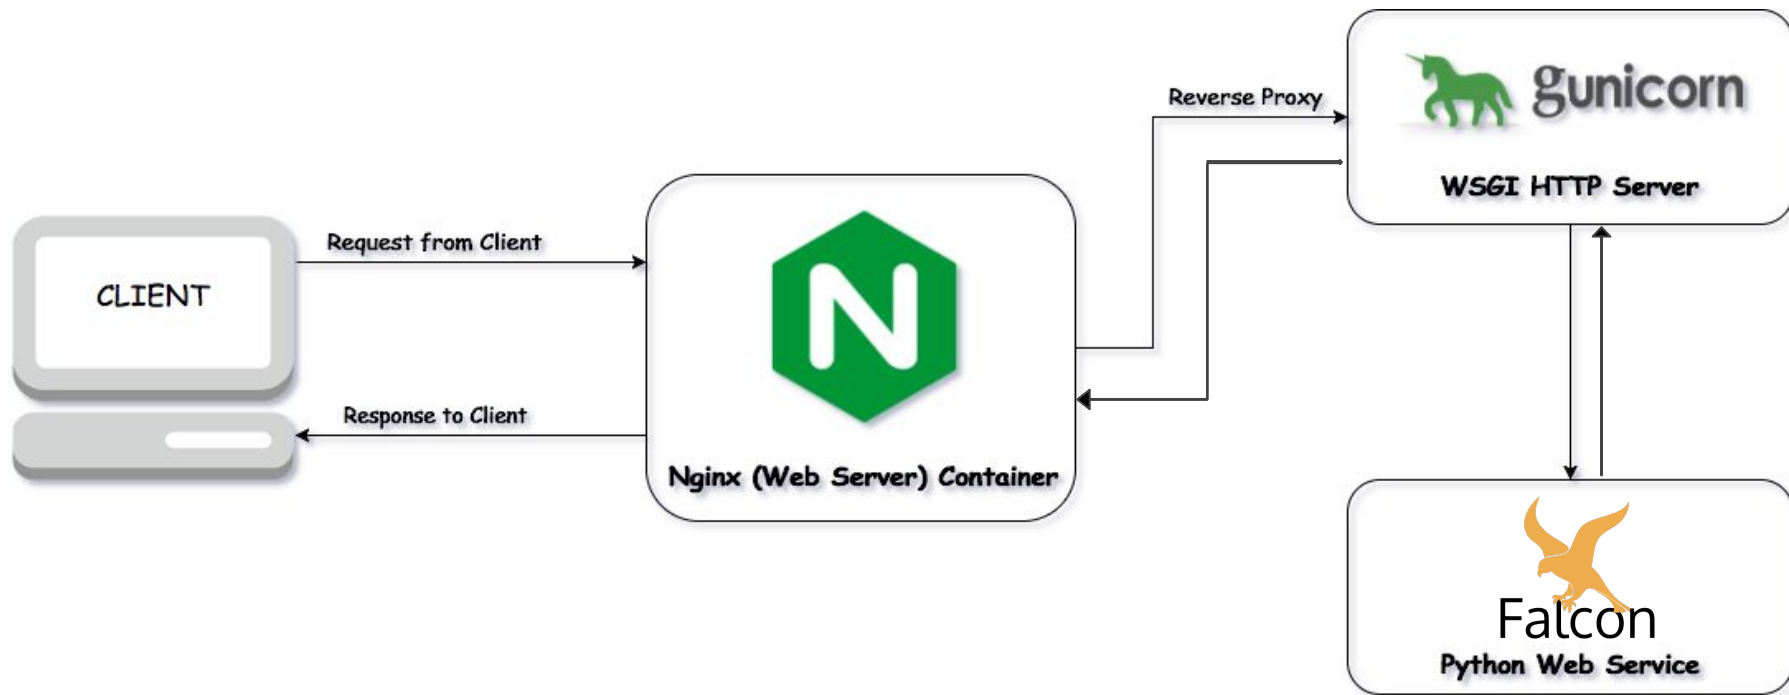 CLIENT
Request from Client
Response to Client
N
Nginx (Web Server) Container
Reverse Proxy
gunicorn
WSGI HTTP Server
Falcon
Python Web Service